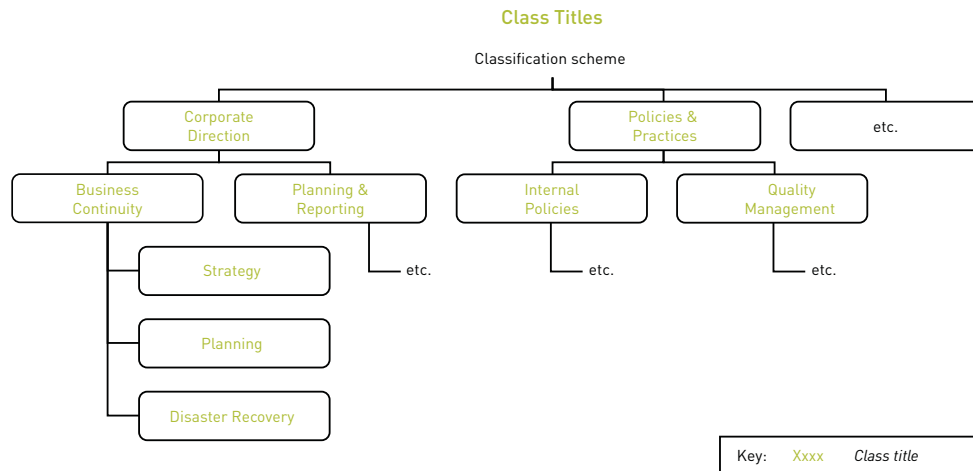 Class Titles
Classification scheme
Corporate
Direction
Policies &
Practices
etc.
Business
Continuity
Planning &
Reporting
Internal
Policies
Quality
Management
Strategy
etc.
etc.
etc.
Planning
Disaster Recovery
Key: Xxxx Class title